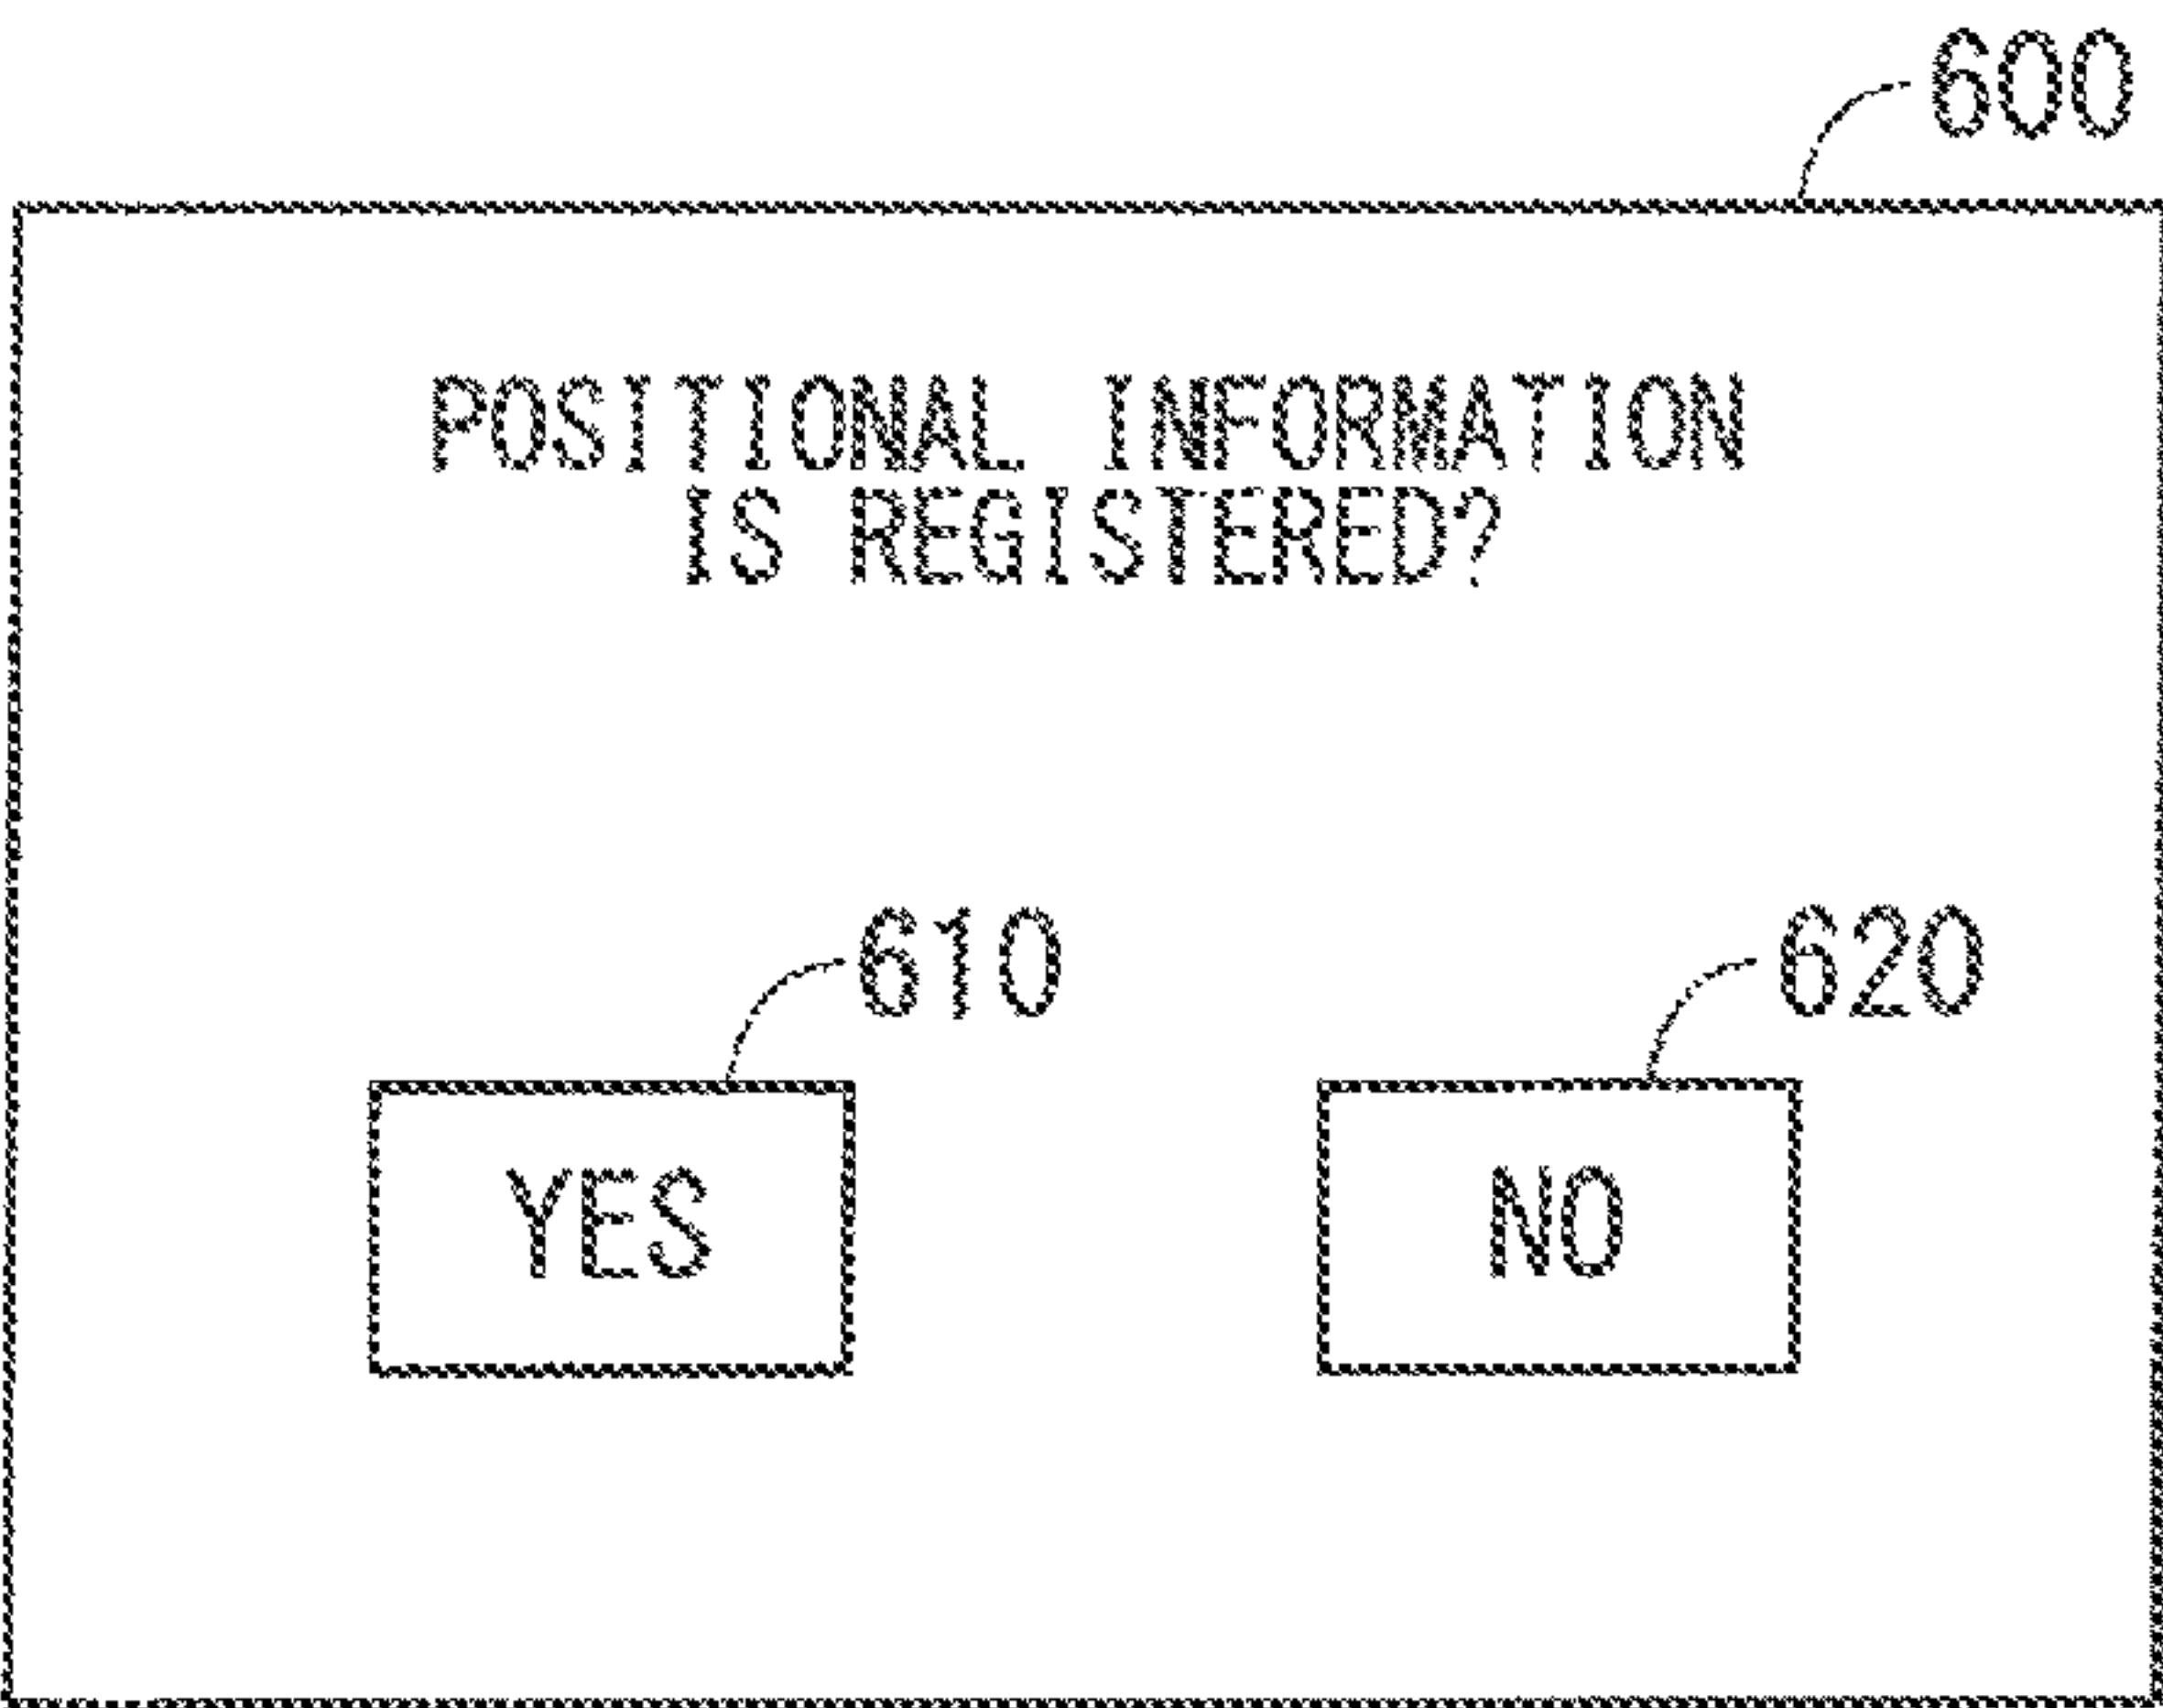 600
POSITIONAL INFORMATION
IS REGISTERED?
610
620
YES
NO